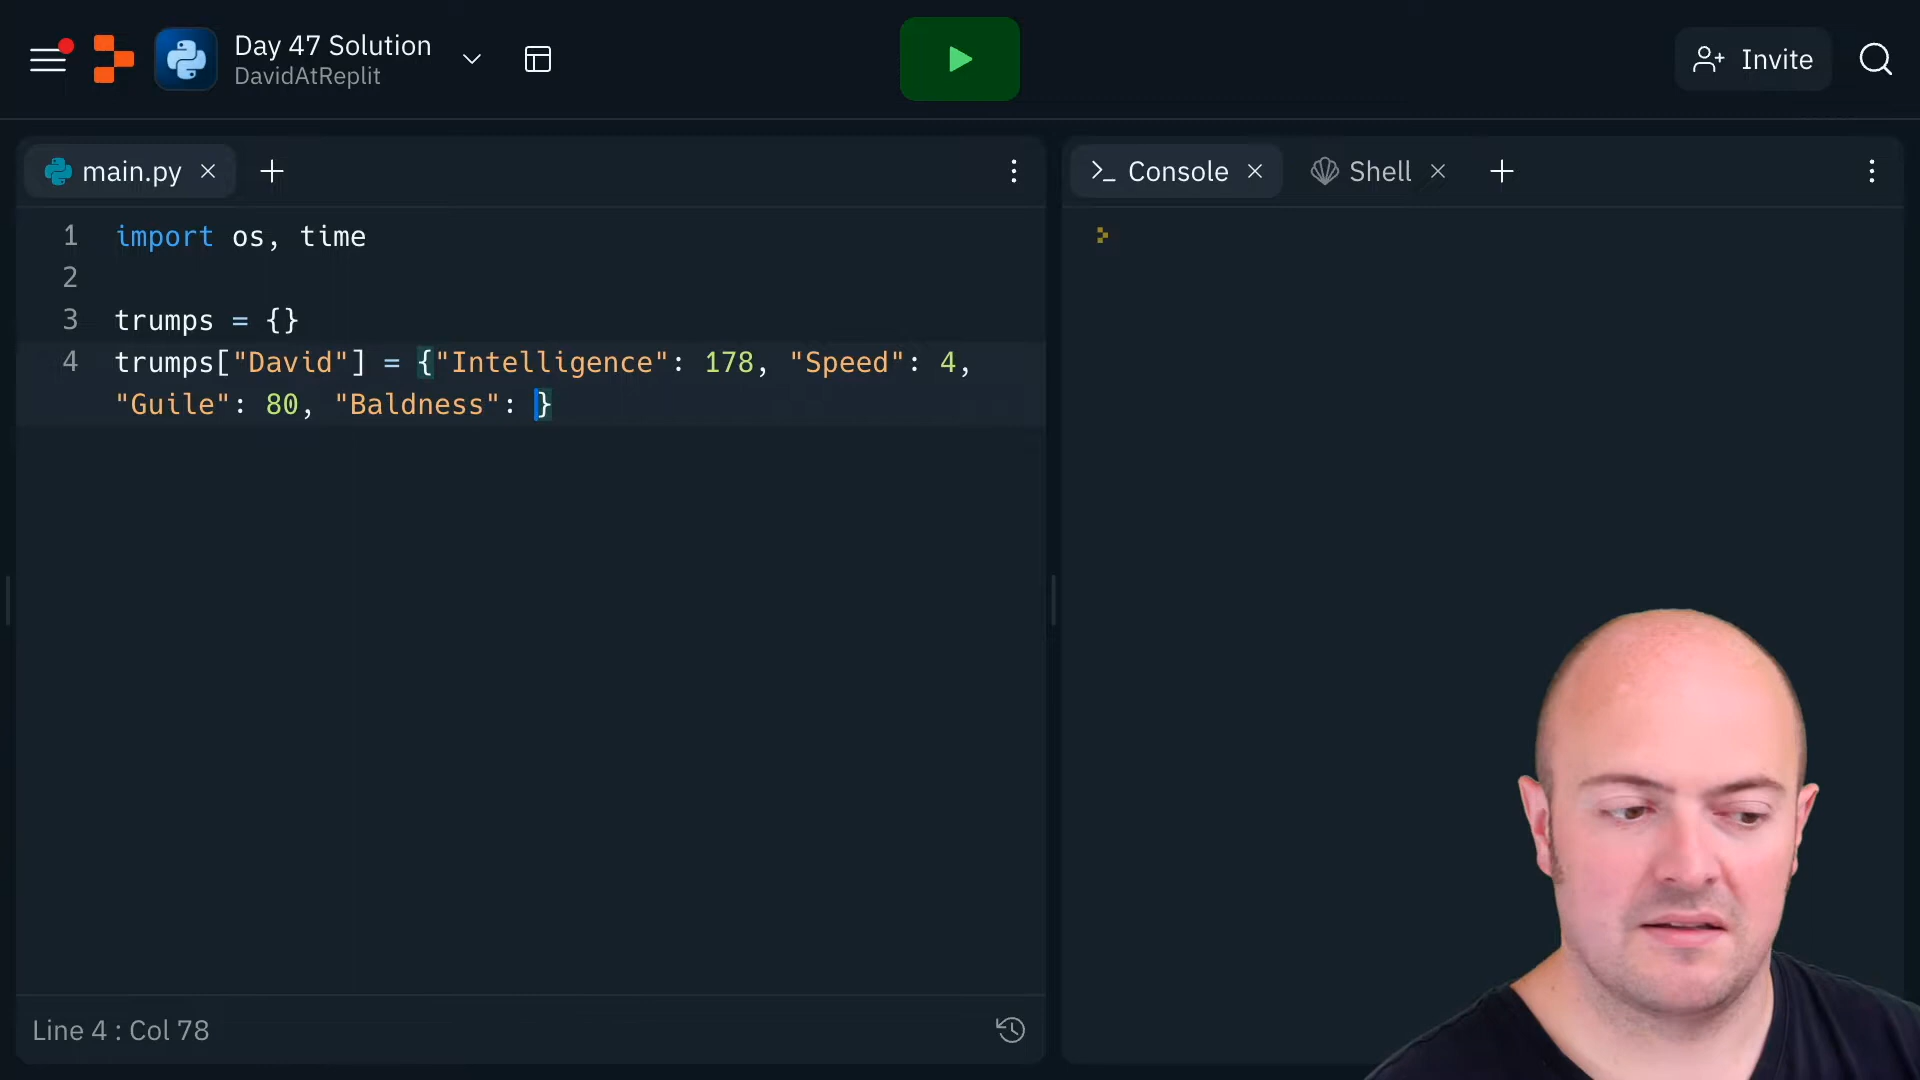 Day 47 Solution
DavidAtReplit
Invite
main.py
Console
Shell
1 import os, time
2
3 trumps = {}
4 trumps["David"] = {"Intelligence": 178, "Speed": 4,
"Guile": 80, "Baldness": }
Line 4 : Col 78